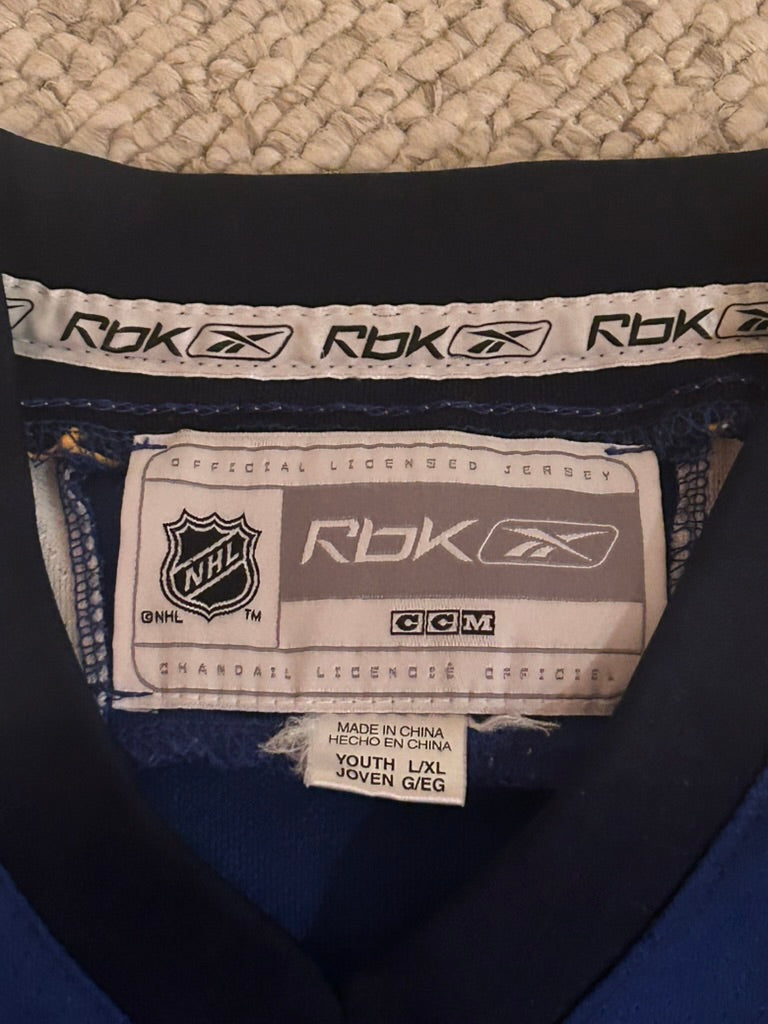 RbK RbK RbK
OFFICIAL LICENSED JERSEY
NHL
RbK
©NHL TM
CCM
CHANDAIL LICENCIÉ OFFICIEL
MADE IN CHINA
HECHO EN CHINA
YOUTH L/XL
JOVEN G/EG